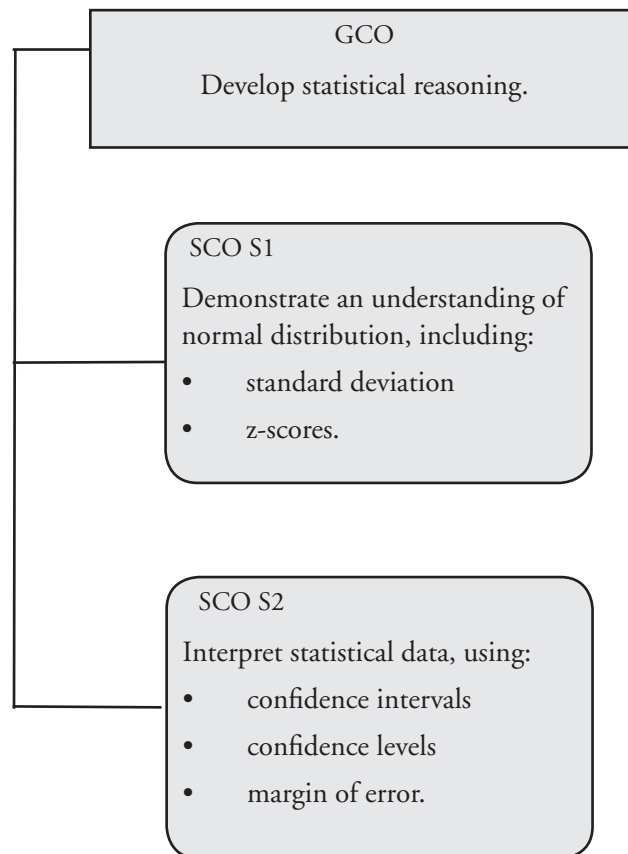 GCO
Develop statistical reasoning.
SCO S1
Demonstrate an understanding of
normal distribution, including:
• standard deviation
• z-scores.
SCO S2
Interpret statistical data, using:
• confidence intervals
• confidence levels
• margin of error.